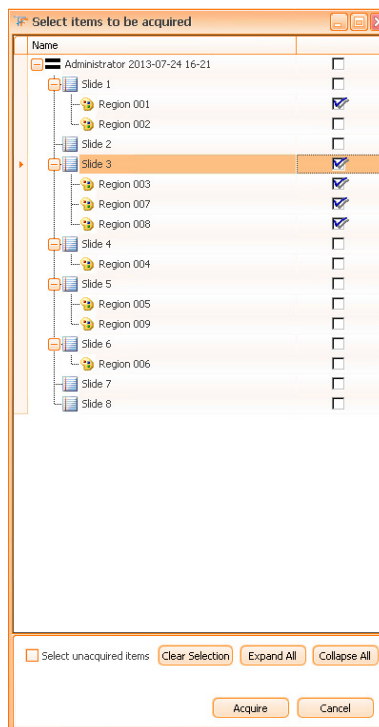 Select items to be acquired
Name
Administrator 2013-07-24 16-21
Slide 1
Region 001
Region 002
Slide 2
Slide 3
Region 003
Region 007
Region 008
Slide 4
Region 004
Slide 5
Region 005
Region 009
Slide 6
Region 006
Slide 7
Slide 8
Select unacquired items Clear Selection Expand All Collapse All
Acquire Cancel